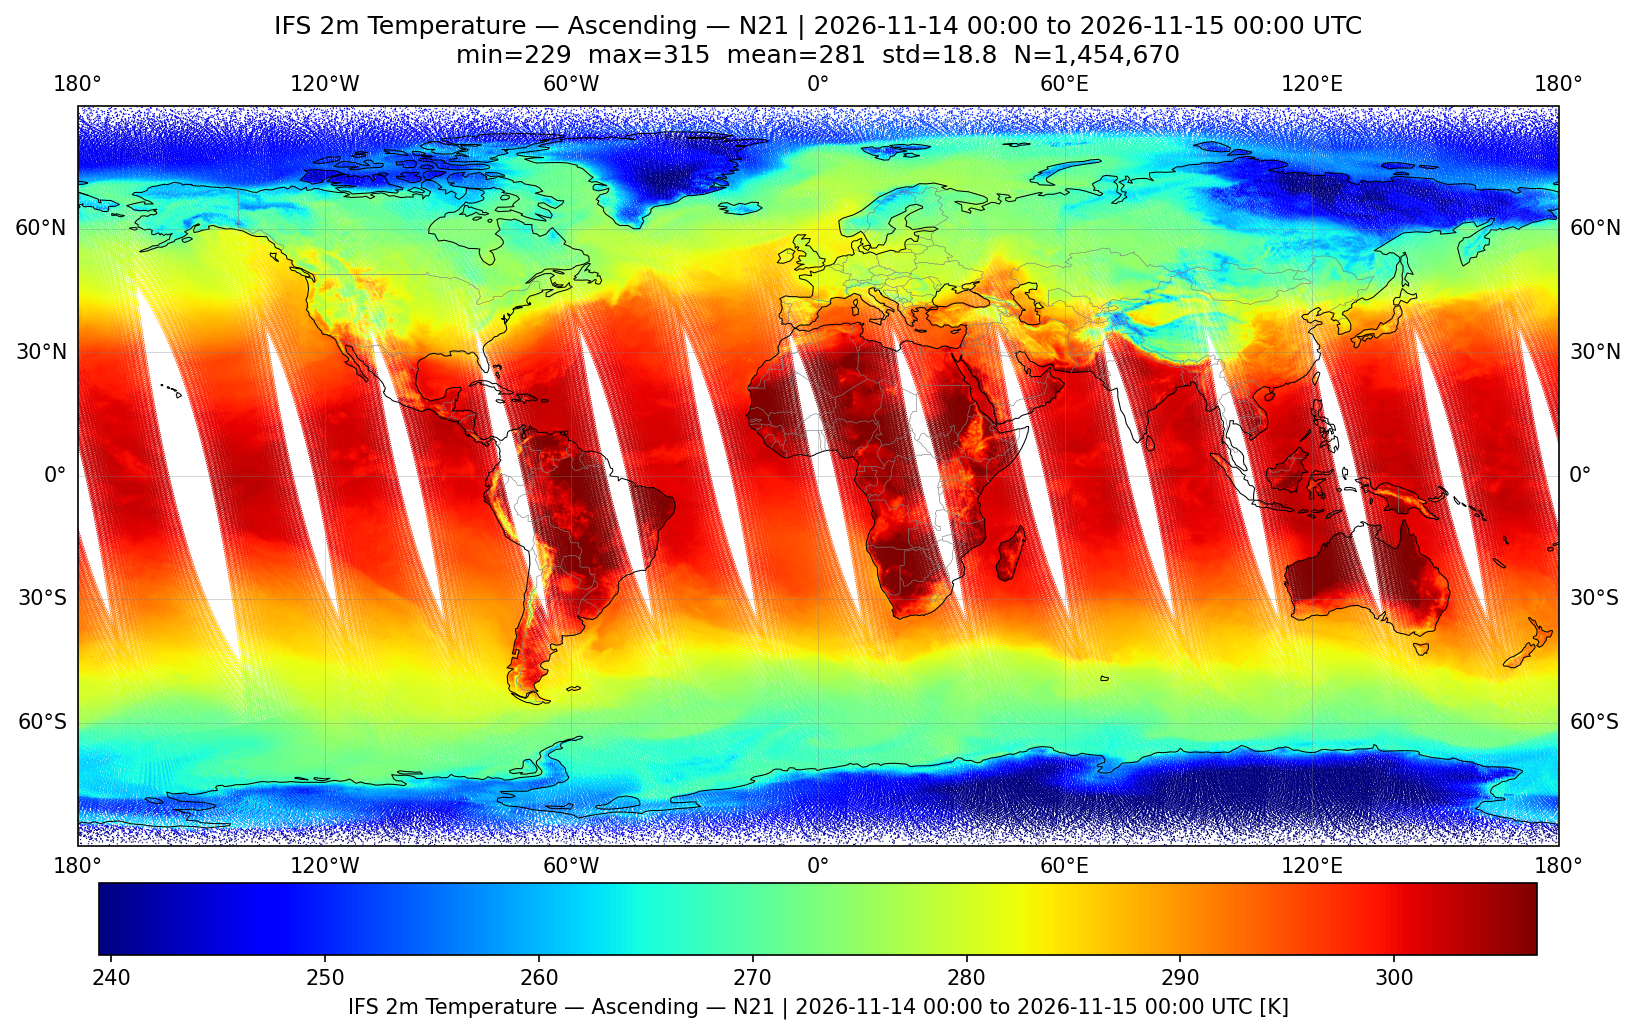 IFS 2m Temperature — Ascending — N21 | 2026-11-14 00:00 to 2026-11-15 00:00 UTC
min=229  max=315  mean=281  std=18.8  N=1,454,670
180° 120°W 60°W 0° 60°E 120°E 180°
60°N 60°N
30°N 30°N
0° 0°
30°S 30°S
60°S 60°S
180° 120°W 60°W 0° 60°E 120°E 180°
240 250 260 270 280 290 300
IFS 2m Temperature — Ascending — N21 | 2026-11-14 00:00 to 2026-11-15 00:00 UTC [K]